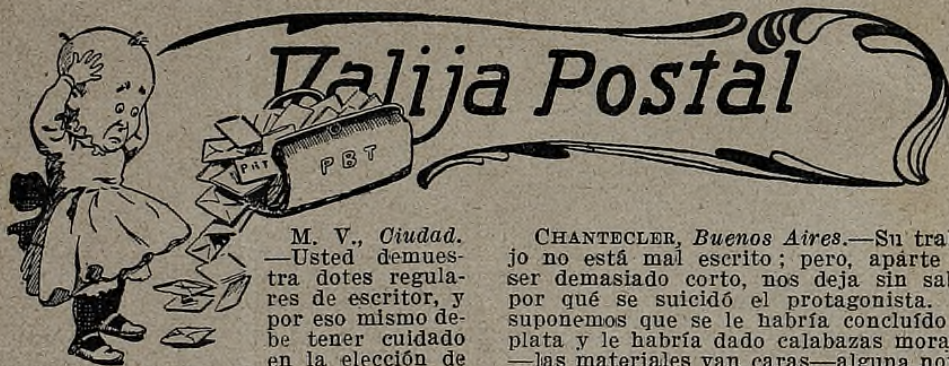 Valija Postal
PBT
PBT
M. V., Ciudad.
—Usted demues-
tra dotes regula-
res de escritor, y
por eso mismo de-
be tener cuidado
en la elección de
CHANTECLER, Buenos Aires.—Su tra
jo no está mal escrito; pero, aparte
ser demasiado corto, nos deja sin sa
por qué se suicidó el protagonista.
suponemos que se le habría concluído
plata y le habría dado calabazas mora
—las materiales van caras—alguna no